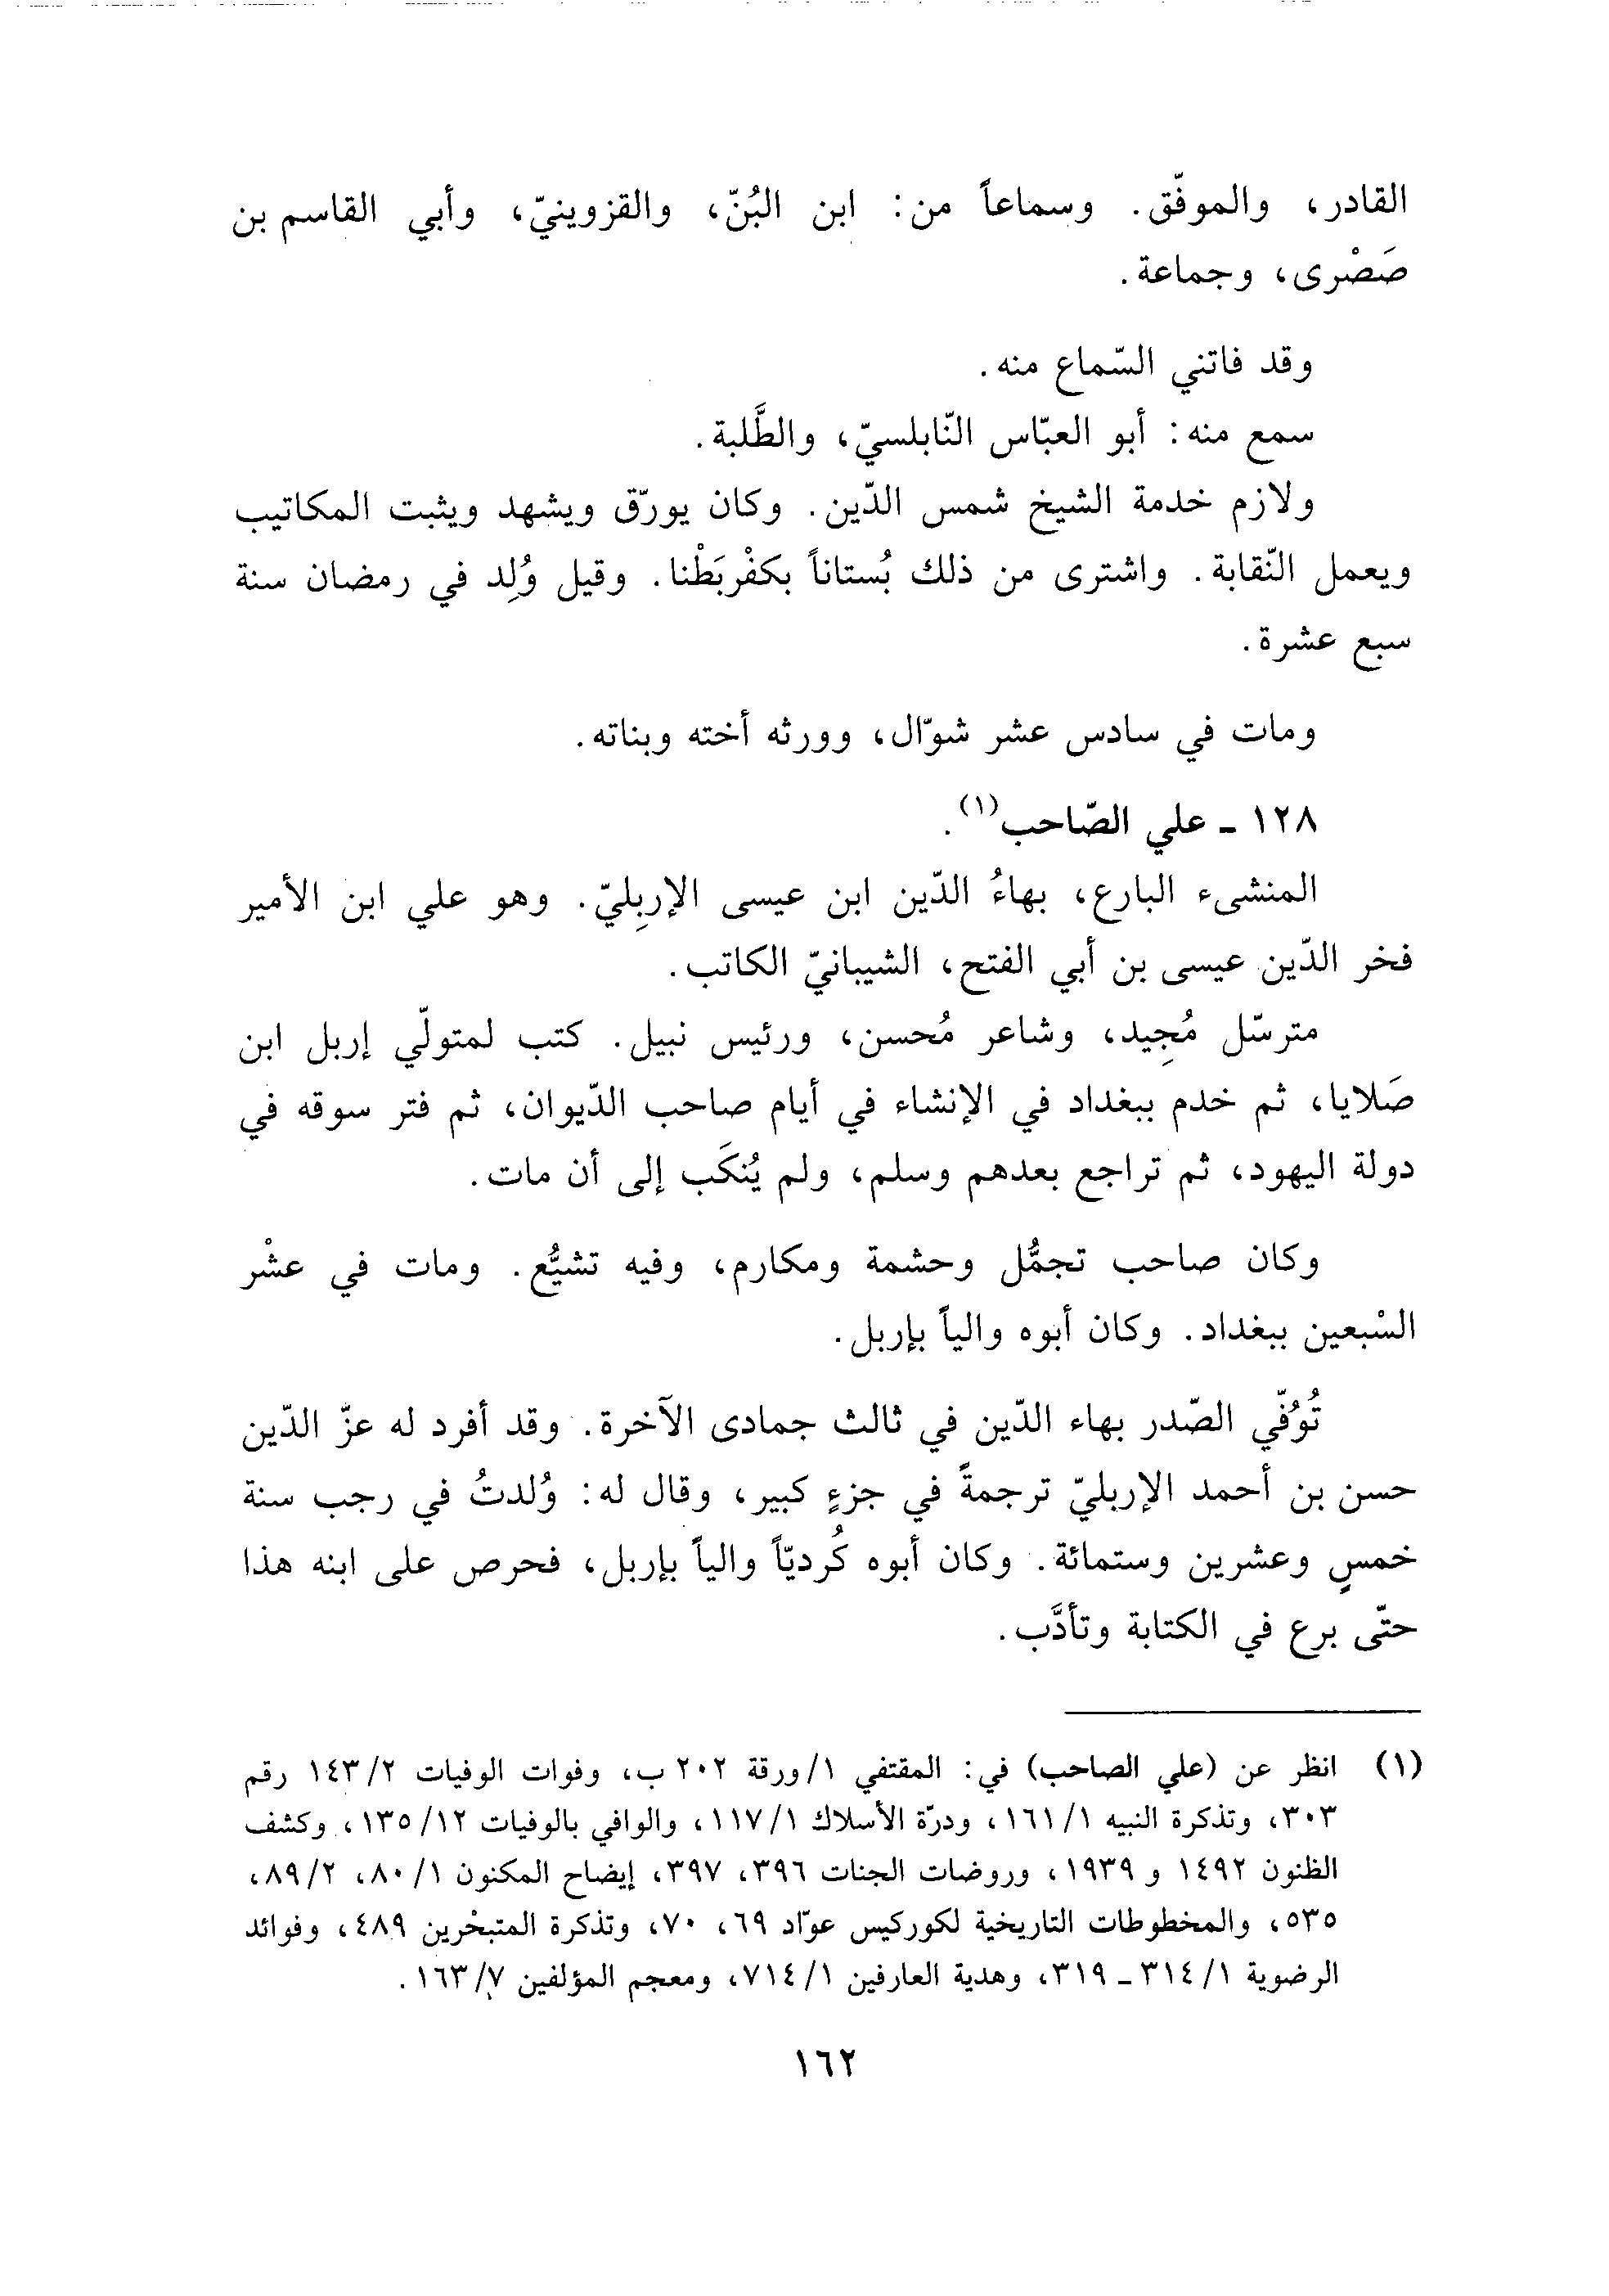 القادر، والموفّق. وسماعاً من: ابن البُنّ، والقزوينيّ، وأبي القاسم بن
صَصْرى، وجماعة.
وقد فاتني السّماع منه.
سمع منه: أبو العبّاس النّابلسيّ، والطَّلبة.
ولازم خدمة الشيخ شمس الدّين. وكان يورّق ويشهد ويثبت المكاتيب
ويعمل النّقابة. واشترى من ذلك بُستاناً بكفْربَطْنا. وقيل وُلِد في رمضان سنة
سبع عشرة.
ومات في سادس عشر شوّال، وورثه أخته وبناته.
١٢٨ ـ علي الصّاحب(١).
المنشىء البارع، بهاءُ الدّين ابن عيسى الإربِليّ. وهو علي ابن الأمير
فخر الدّين عيسى بن أبي الفتح، الشيبانيّ الكاتب.
مترسّل مُجِيد، وشاعر مُحسن، ورئيس نبيل. كتب لمتولّي إربل ابن
صَلايا، ثم خدم ببغداد في الإنشاء في أيام صاحب الدّيوان، ثم فتر سوقه في
دولة اليهود، ثم تراجع بعدهم وسلم، ولم يُنكَب إلى أن مات.
وكان صاحب تجمُّل وحشمة ومكارم، وفيه تشيُّع. ومات في عشْر
السْبعين ببغداد. وكان أبوه والياً بإربل.
تُوُفّي الصّدر بهاء الدّين في ثالث جمادى الآخرة. وقد أفرد له عزّ الدّين
حسن بن أحمد الإربليّ ترجمةً في جزءٍ كبير، وقال له: وُلدتُ في رجب سنة
خمسٍ وعشرين وستمائة. وكان أبوه كُرديّاً والياً بإربل، فحرص على ابنه هذا
حتّى برع في الكتابة وتأدَّب.
(١) انظر عن (علي الصاحب) في: المقتفي ١/ورقة ٢٠٢ ب، وفوات الوفيات ١٤٣/٢ رقم
٣٠٣، وتذكرة النبيه ١٦١/١، ودرّة الأسلاك ١١٧/١، والوافي بالوفيات ١٣٥/١٢، وكشف
الظنون ١٤٩٢ و ١٩٣٩، وروضات الجنات ٣٩٦، ٣٩٧، إيضاح المكنون ٨٠/١، ٨٩/٢،
٥٣٥، والمخطوطات التاريخية لكوركيس عوّاد ٦٩، ٧٠، وتذكرة المتبحْرين ٤٨٩، وفوائد
الرضوية ٣١٤/١ ـ ٣١٩، وهدية العارفين ٧١٤/١، ومعجم المؤلفين ١٦٣/٧.
١٦٢